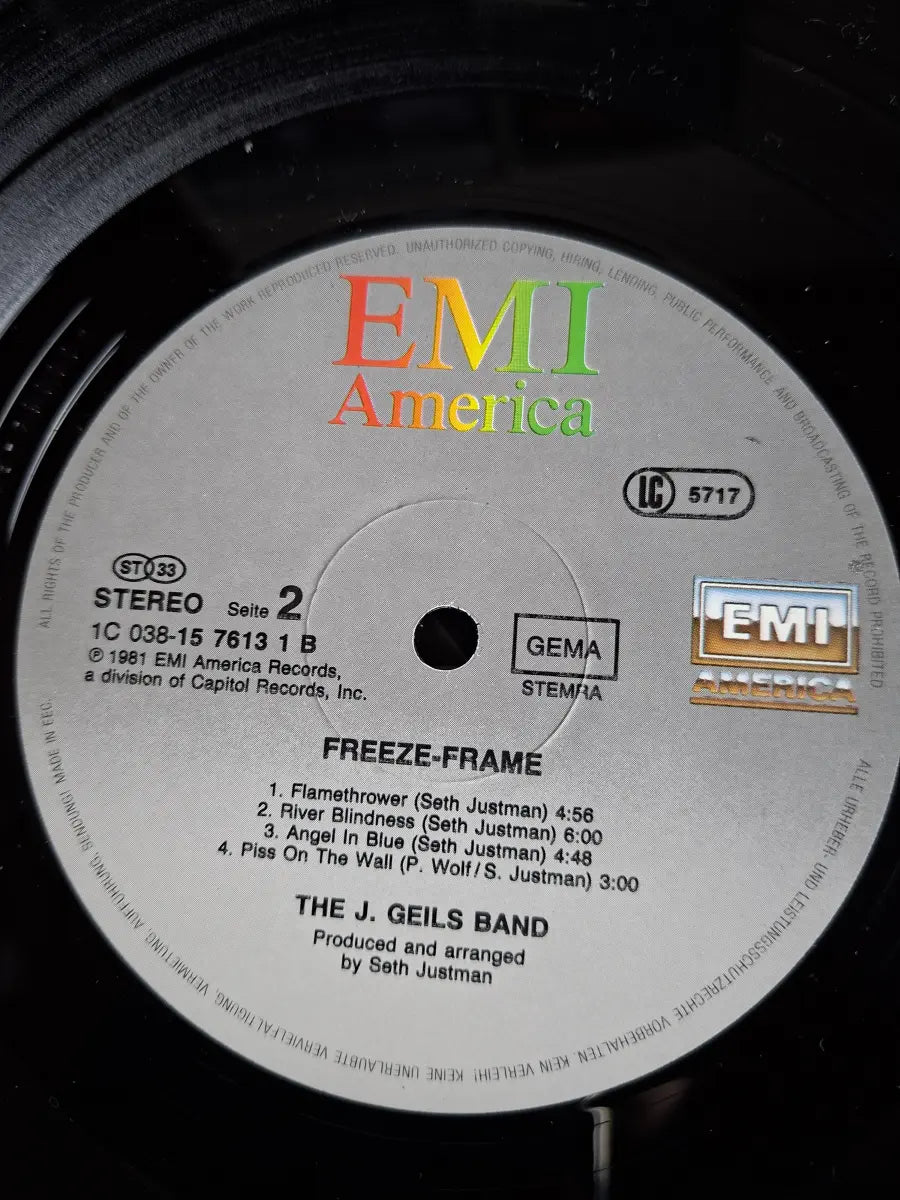 ALL RIGHTS OF THE PRODUCER AND OF THE OWNER OF THE WORK REPRODUCED RESERVED. UNAUTHORIZED COPYING, HIRING, LENDING, PUBLIC PERFORMANCE AND BROADCASTING OF THE RECORD PROHIBITED
EMI
America
LC 5717
ST 33
STEREO Seite 2
1C 038-15 7613 1 B
℗ 1981 EMI America Records,
a division of Capitol Records, Inc.
GEMA
STEMRA
EMI
AMERICA
FREEZE-FRAME
1. Flamethrower (Seth Justman) 4:56
2. River Blindness (Seth Justman) 6:00
3. Angel In Blue (Seth Justman) 4:48
4. Piss On The Wall (P. Wolf/S. Justman) 3:00
THE J. GEILS BAND
Produced and arranged
by Seth Justman
ALLE URHEBER- UND LEISTUNGSSCHUTZRECHTE VORBEHALTEN. KEIN VERLEIH! KEINE UNERLAUBTE VERVIELFÄLTIGUNG, VERMIETUNG, AUFFÜHRUNG, SENDUNG! MADE IN EEC.